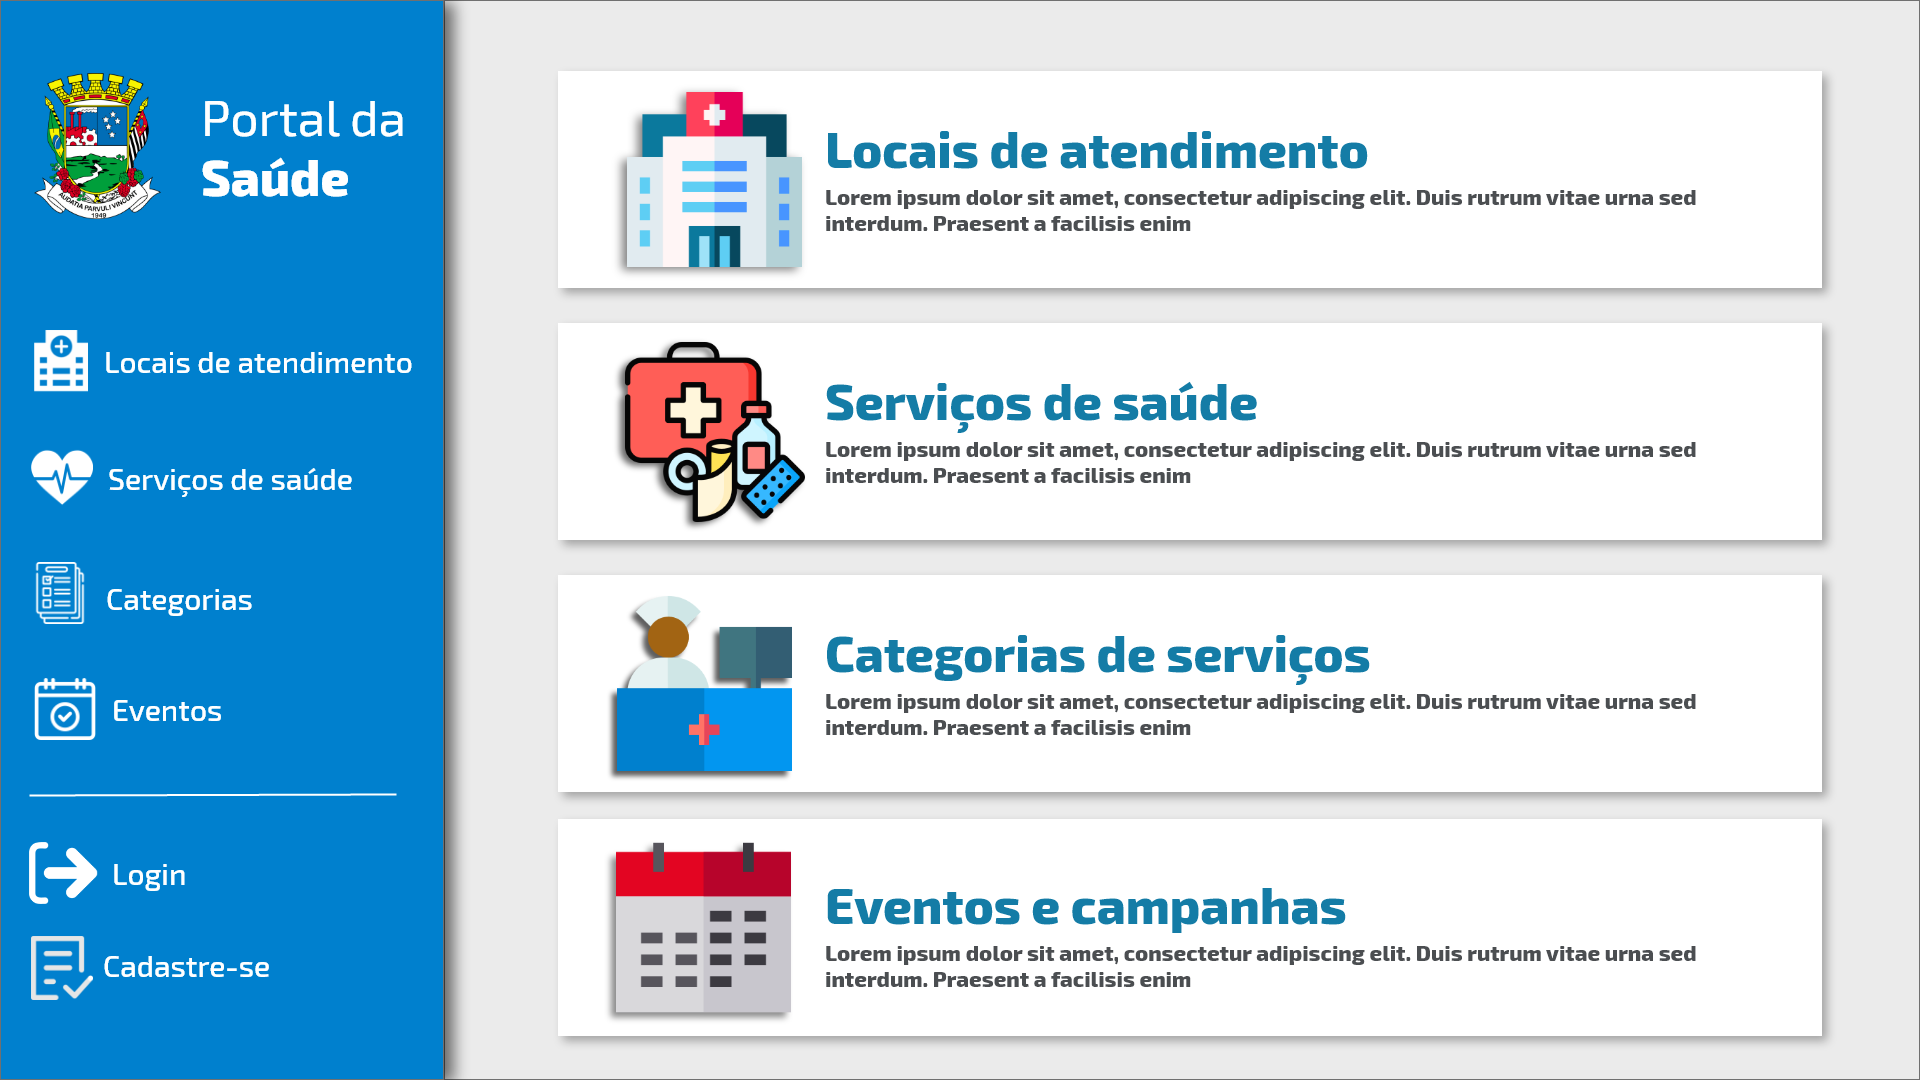 Portal da
Saúde
AUDATIA PARVULI VINCUNT
1949
Locais de atendimento
Serviços de saúde
Categorias
Eventos
Login
Cadastre-se
Locais de atendimento
Lorem ipsum dolor sit amet, consectetur adipiscing elit. Duis rutrum vitae urna sed
interdum. Praesent a facilisis enim
Serviços de saúde
Lorem ipsum dolor sit amet, consectetur adipiscing elit. Duis rutrum vitae urna sed
interdum. Praesent a facilisis enim
Categorias de serviços
Lorem ipsum dolor sit amet, consectetur adipiscing elit. Duis rutrum vitae urna sed
interdum. Praesent a facilisis enim
Eventos e campanhas
Lorem ipsum dolor sit amet, consectetur adipiscing elit. Duis rutrum vitae urna sed
interdum. Praesent a facilisis enim